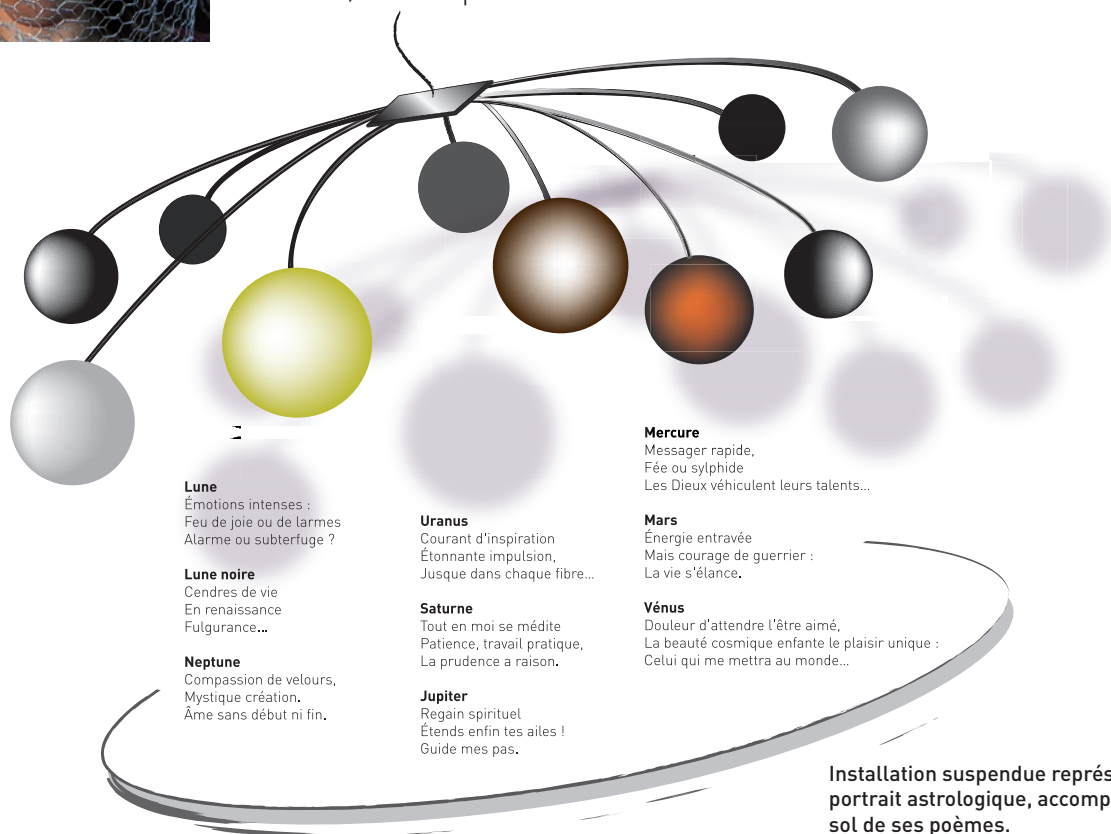 Lune
Émotions intenses :
Feu de joie ou de larmes
Alarme ou subterfuge ?
Lune noire
Cendres de vie
En renaissance
Fulgurance...
Neptune
Compassion de velours,
Mystique création.
Âme sans début ni fin.
Uranus
Courant d'inspiration
Étonnante impulsion,
Jusque dans chaque fibre...
Saturne
Tout en moi se médite
Patience, travail pratique,
La prudence a raison.
Jupiter
Regain spirituel
Étends enfin tes ailes !
Guide mes pas.
Mercure
Messager rapide,
Fée ou sylphide
Les Dieux véhiculent leurs talents...
Mars
Énergie entravée
Mais courage de guerrier :
La vie s'élance.
Vénus
Douleur d'attendre l'être aimé,
La beauté cosmique enfante le plaisir unique :
Celui qui me mettra au monde...
Installation suspendue représ
portrait astrologique, accomp
sol de ses poèmes.